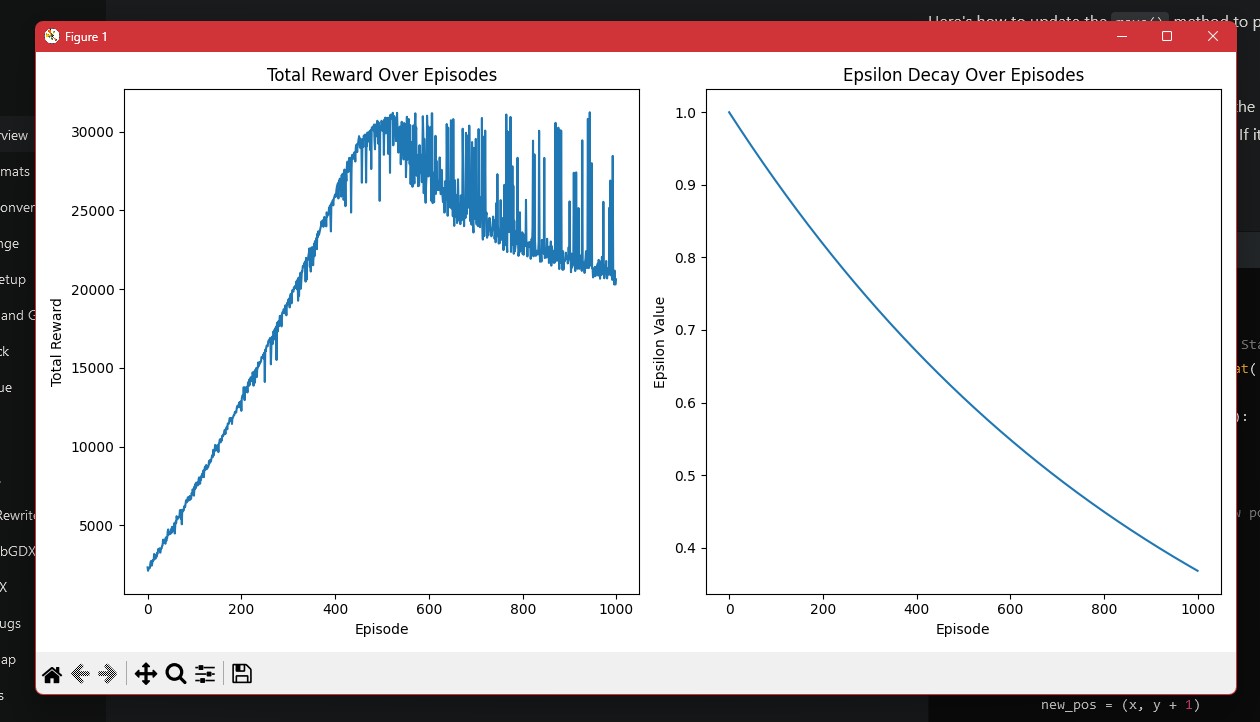 Here's how to update the move() method to p
Figure 1
Total Reward Over Episodes
30000
25000
20000
15000
10000
5000
0
200
400
600
800
1000
Total Reward
Episode
Epsilon Decay Over Episodes
1.0
0.9
0.8
0.7
0.6
0.5
0.4
0
200
400
600
800
1000
Epsilon Value
Episode
rview
mats
onver
nge
etup
and G
ck
ue
Rewrite
bGDX
X
ugs
ap
s
the
If it
Sta
at(
):
w po
new_pos = (x, y + 1)